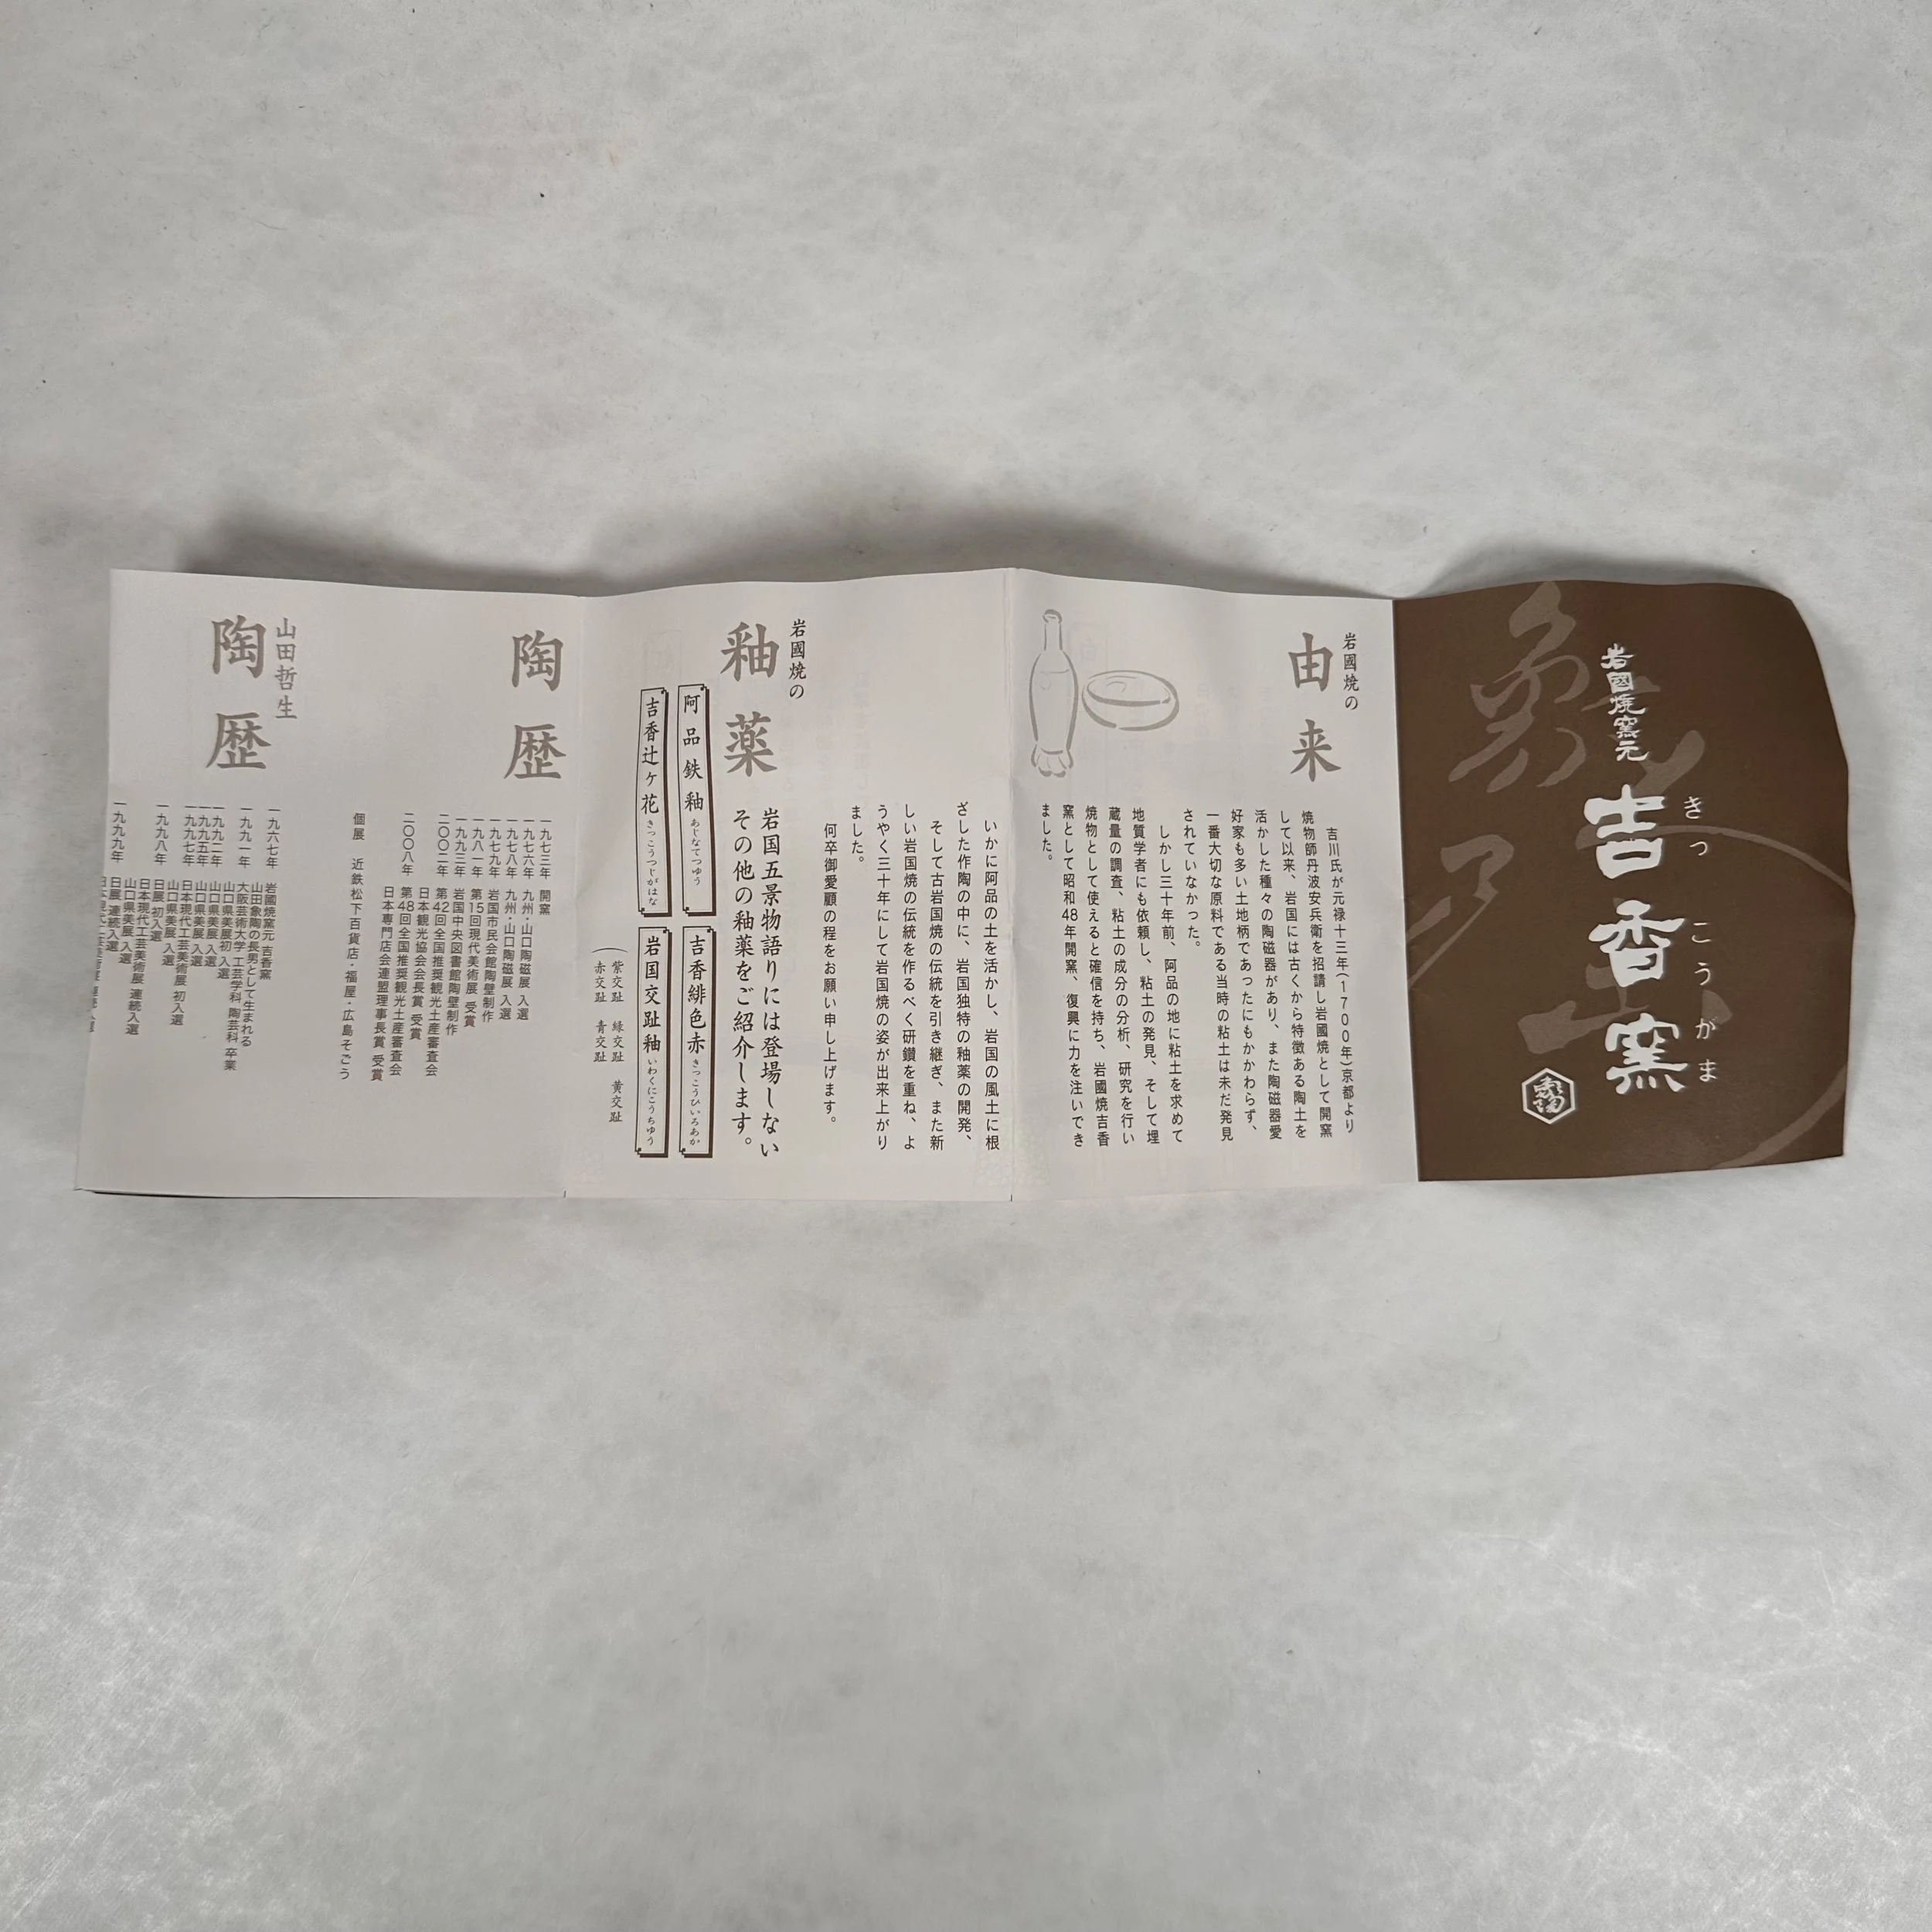 岩國焼窯元
吉香窯
きっこうがま
岩國焼の
由来
吉川氏が元禄十三年(1700年)京都より
焼物師丹波安兵衛を招請し岩國焼として開窯
して以来、岩国には古くから特徴ある陶土を
活かした種々の陶磁器があり、また陶磁器愛
好家も多い土地柄であったにもかかわらず、
一番大切な原料である当時の粘土は未だ発見
されていなかった。
しかし三十年前、阿品の地に粘土を求めて
地質学者にも依頼し、粘土の発見、そして埋
蔵量の調査、粘土の成分の分析、研究を行い
焼物として使えると確信を持ち、岩國焼吉香
窯として昭和48年開窯、復興に力を注いでき
ました。
いかに阿品の土を活かし、岩国の風土に根
ざした作陶の中に、岩国独特の釉薬の開発、
そして古岩国焼の伝統を引き継ぎ、また新
しい岩国焼の伝統を作るべく研鑽を重ね、よ
うやく三十年にして岩国焼の姿が出来上がり
ました。
何卒御愛顧の程をお願い申し上げます。
岩國焼の
釉薬
岩国五景物語りには登場しない
その他の釉薬をご紹介します。
阿品鉄釉 あじなてつゆう
吉香緋色赤 きっこうひいろあか
吉香辻ヶ花 きっこうつじがはな
岩国交趾釉 いわくにこうちゆう
紫交趾 緑交趾 黄交趾
赤交趾 青交趾
陶歴
一九七三年 開窯
一九七六年 九州・山口陶磁展 入選
一九七八年 九州・山口陶磁展 入選
一九七九年 岩国市民会館陶壁制作
一九八一年 第15回現代美術展 受賞
一九九三年 岩国中央図書館陶壁制作
二〇〇二年 第42回全国推奨観光土産審査会
日本観光協会会長賞 受賞
二〇〇八年 第48回全国推奨観光土産審査会
日本専門店会連盟理事長賞 受賞
個展 近鉄松下百貨店・福屋・広島そごう
山田哲生
陶歴
一九六七年 岩國焼窯元 吉香窯
山田象陶の長男として生まれる
一九九一年 大阪芸術大学 工芸学科 陶芸科 卒業
一九九二年 山口県美展初 入選
一九九五年 山口県美展 入選
一九九七年 山口県美展 入選
日本現代工芸美術展 初入選
一九九八年 山口県美展 入選
日展 初入選
日本現代工芸美術展 連続入選
山口県美展 入選
一九九九年 日展 連続入選